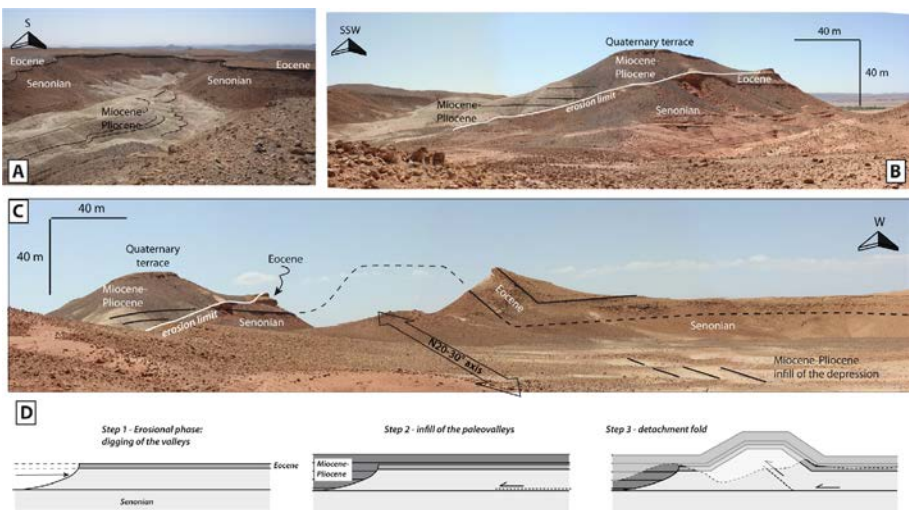 S
Eocene
Eocene
Senonian
Senonian
Miocene-
Pliocene
A
SSW
Quaternary terrace
40 m
40 m
Miocene-
Pliocene
Eocene
Miocene-
Pliocene
erosion limit
Senonian
B
C
40 m
40 m
W
Quaternary
terrace
Eocene
Miocene-
Pliocene
Eocene
erosion limit
Senonian
Senonian
N20-30° axis
Miocene-Pliocene
infill of the depression
D
Step 1 - Erosional phase:
digging of the valleys
Eocene
Senonian
Step 2 - infill of the paleovalleys
Miocene-
Pliocene
Step 3 - detachment fold